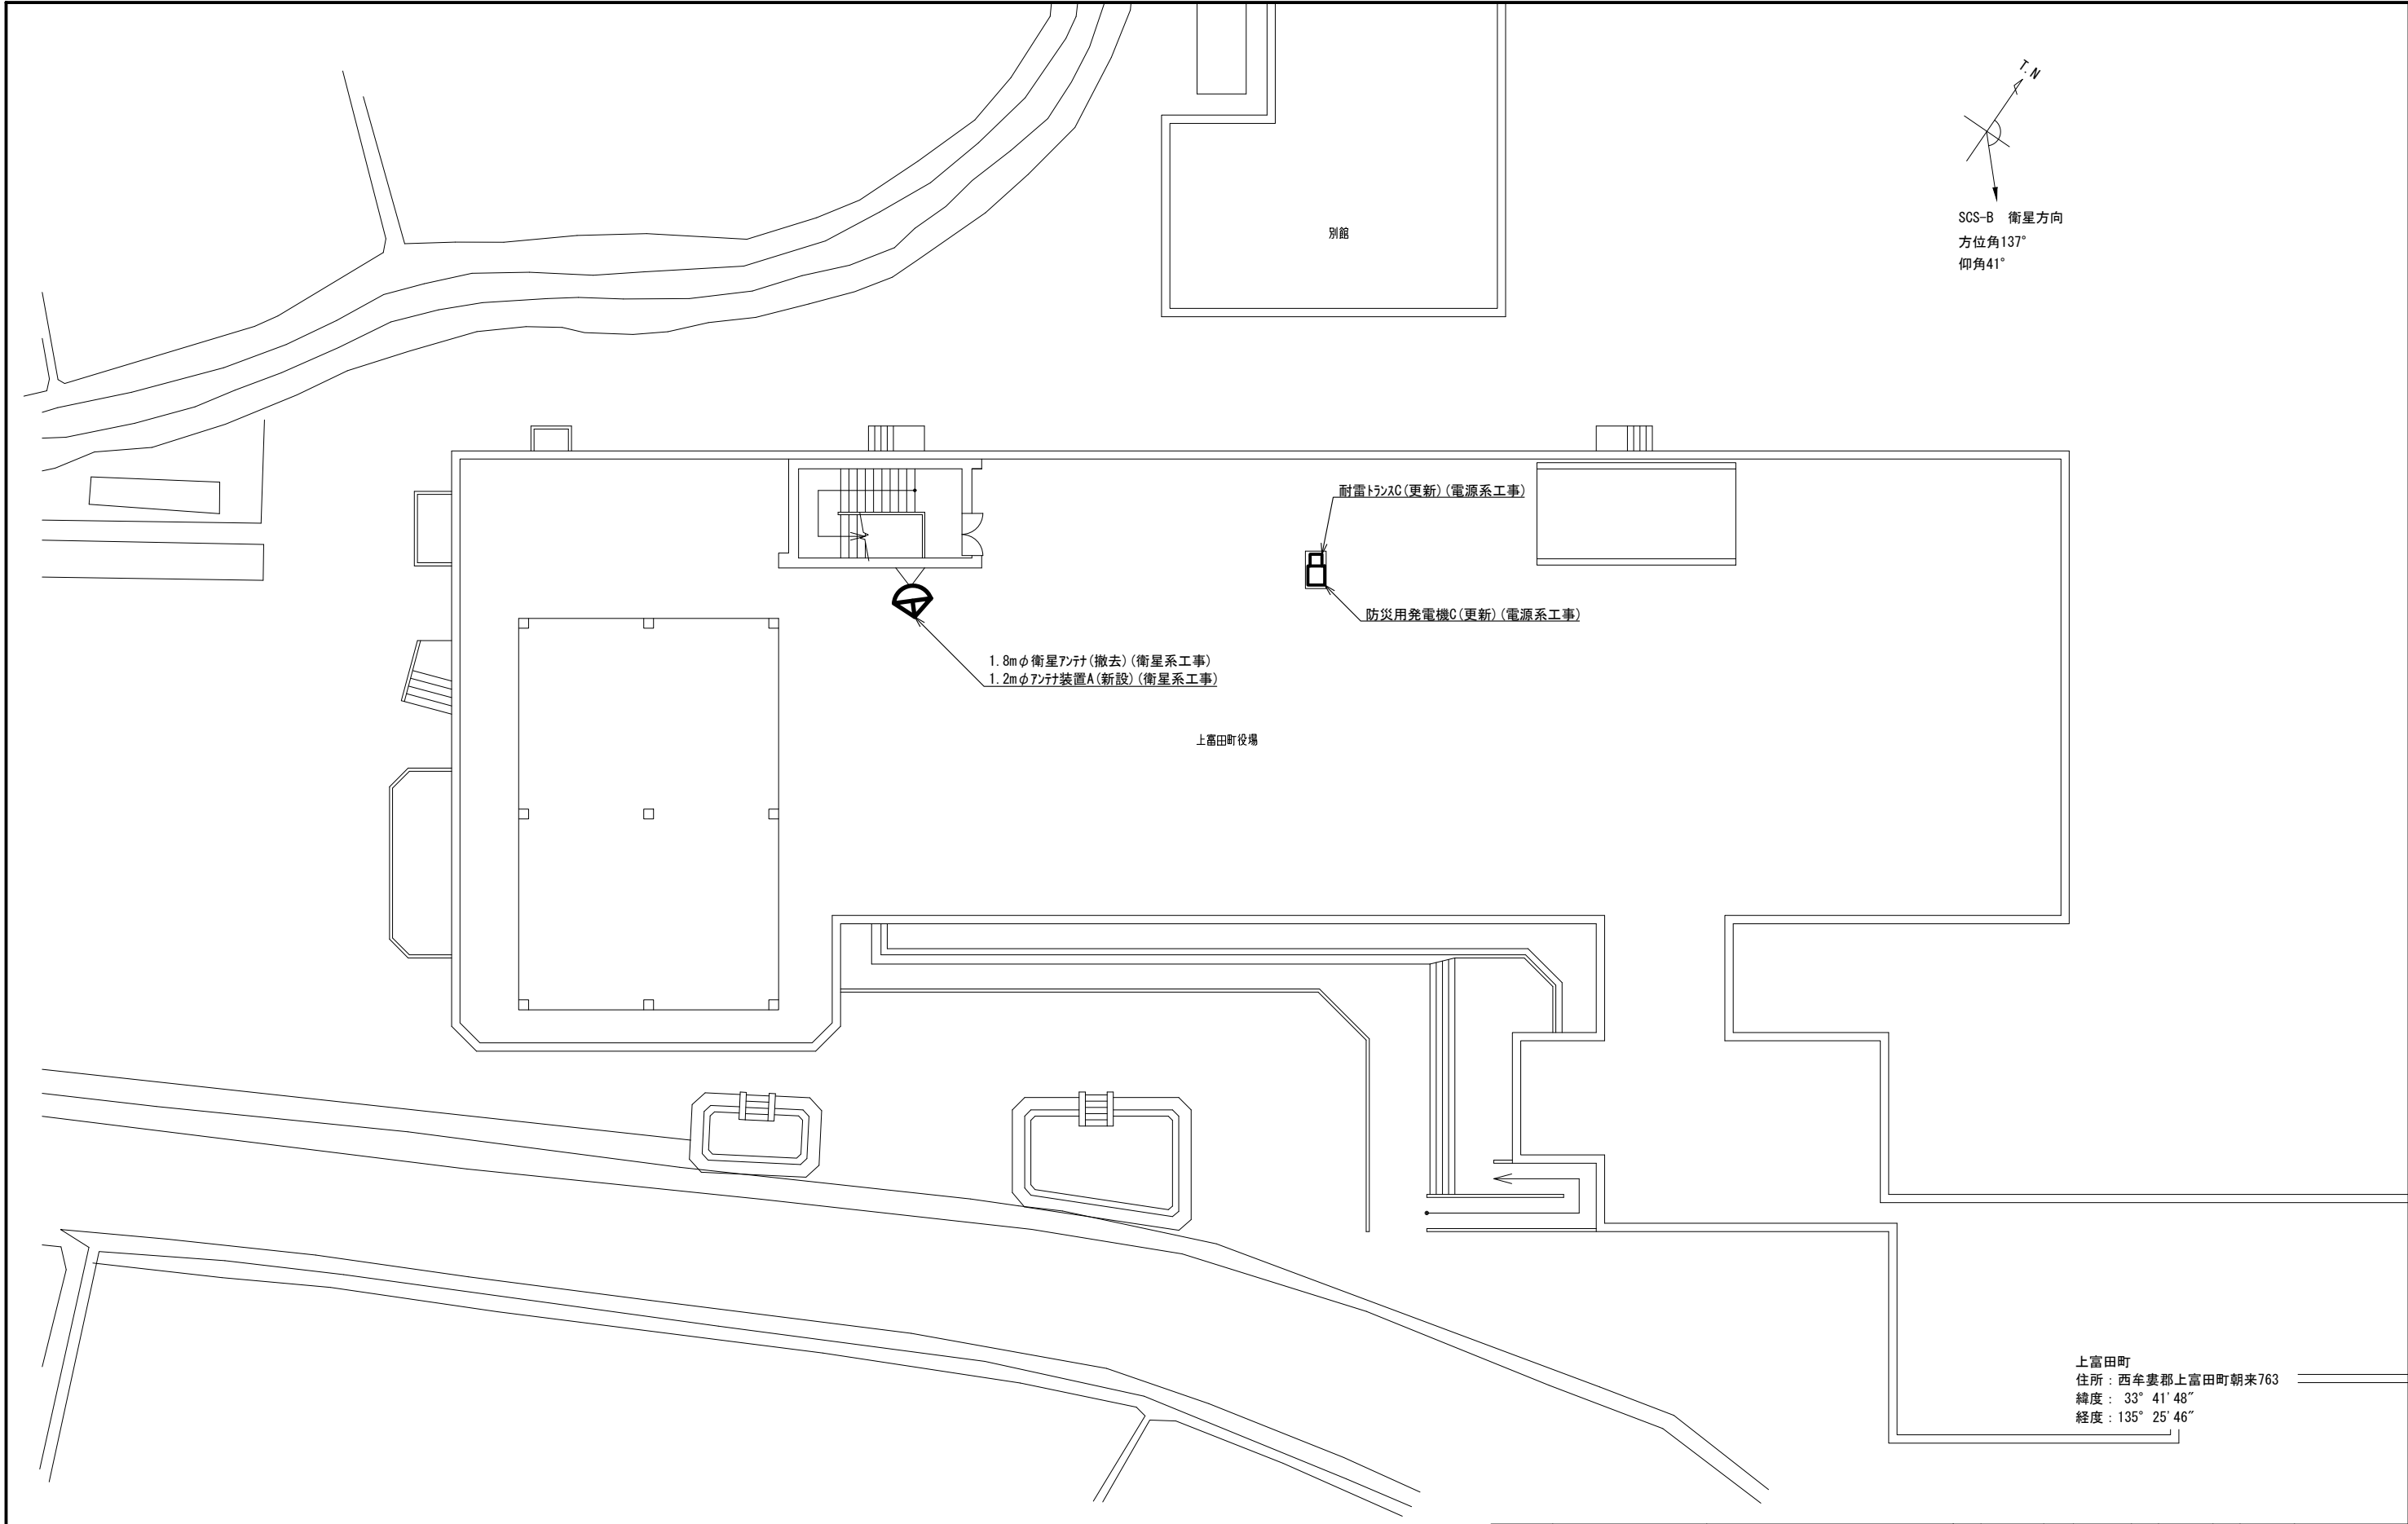 T.N
SCS-B 衛星方向
方位角137°
仰角41°
別館
耐雷トランスC(更新)(電源系工事)
防災用発電機C(更新)(電源系工事)
1.8mφ衛星アンテナ(撤去)(衛星系工事)
1.2mφアンテナ装置A(新設)(衛星系工事)
上富田町役場
上富田町
住所：西牟婁郡上富田町朝来763
緯度： 33° 41' 48″
経度：135° 25' 46″